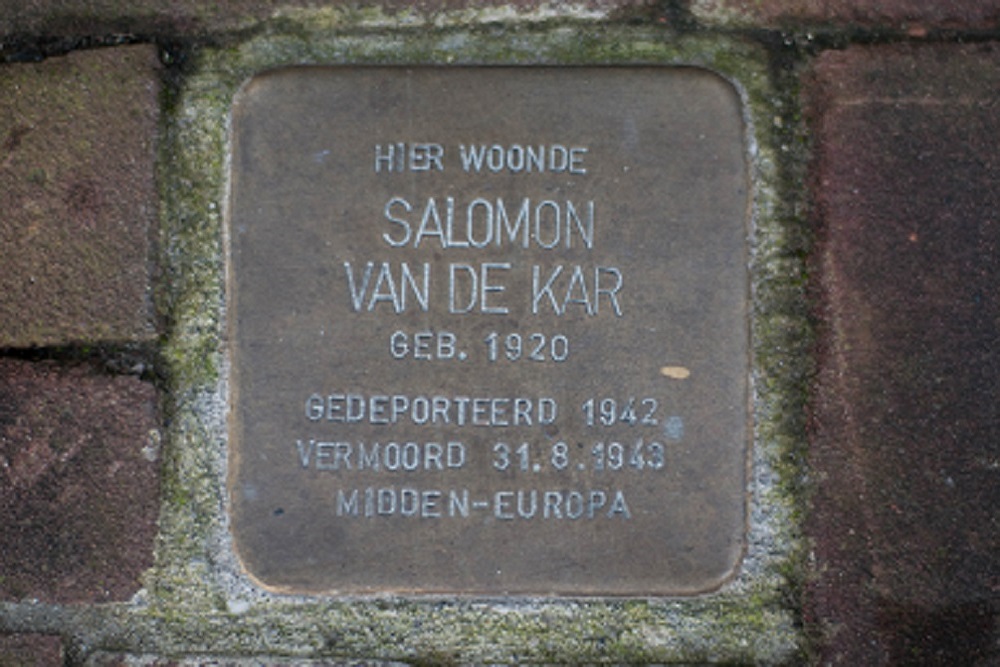 HIER WOONDE
SALOMON
VAN DE KAR
GEB. 1920
GEDEPORTEERD 1942
VERMOORD 31.8.1943
MIDDEN-EUROPA